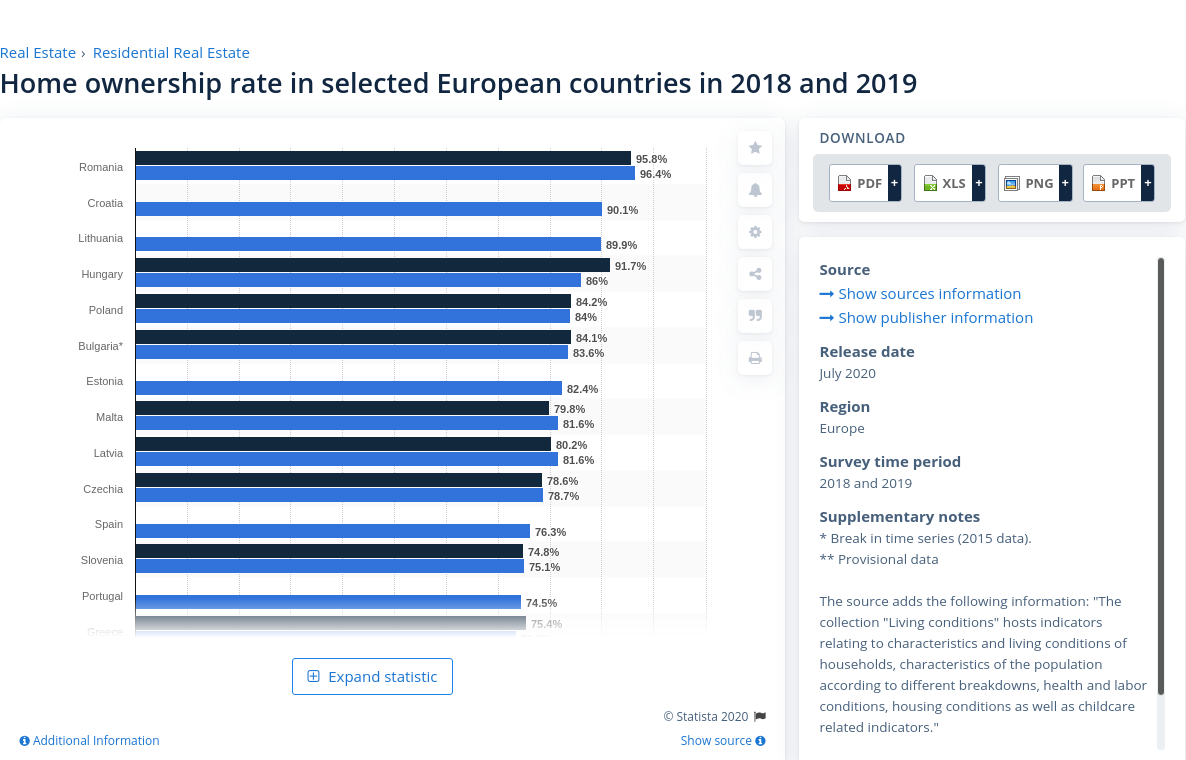 Real Estate › Residential Real Estate
Home ownership rate in selected European countries in 2018 and 2019
Romania
95.8%
96.4%
Croatia
90.1%
Lithuania
89.9%
Hungary
91.7%
86%
Poland
84.2%
84%
Bulgaria*
84.1%
83.6%
Estonia
82.4%
Malta
79.8%
81.6%
Latvia
80.2%
81.6%
Czechia
78.6%
78.7%
Spain
76.3%
Slovenia
74.8%
75.1%
Portugal
74.5%
Greece
75.4%
Expand statistic
© Statista 2020
Additional Information
Show source
DOWNLOAD
PDF +
XLS +
PNG +
PPT +
Source
Show sources information
Show publisher information
Release date
July 2020
Region
Europe
Survey time period
2018 and 2019
Supplementary notes
* Break in time series (2015 data).
** Provisional data
The source adds the following information: "The
collection "Living conditions" hosts indicators
relating to characteristics and living conditions of
households, characteristics of the population
according to different breakdowns, health and labor
conditions, housing conditions as well as childcare
related indicators."